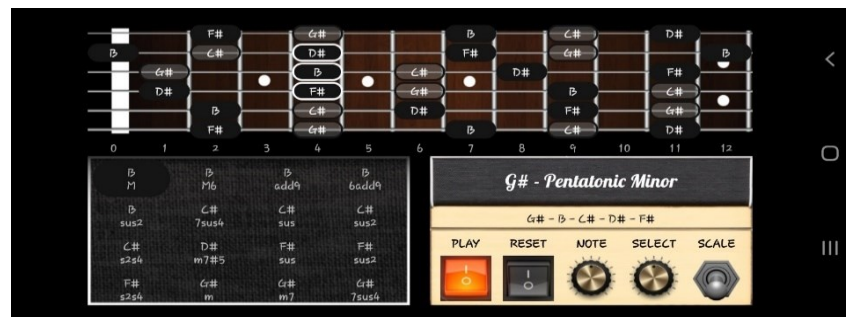 F# G# B C# D#
B C# D# F# G# B
G# B C# D# F#
D# F# G# B C#
B C# D# F# G#
F# G# B C# D#
0 1 2 3 4 5 6 7 8 9 10 11 12
B B B B
M M6 add9 6add9
B C# C# C#
sus2 7sus4 sus sus2
C# D# F# F#
s2s4 m7#5 sus sus2
F# G# G# G#
s2s4 m m7 7sus4
G# - Pentatonic Minor
G# - B - C# - D# - F#
PLAY RESET NOTE SELECT SCALE